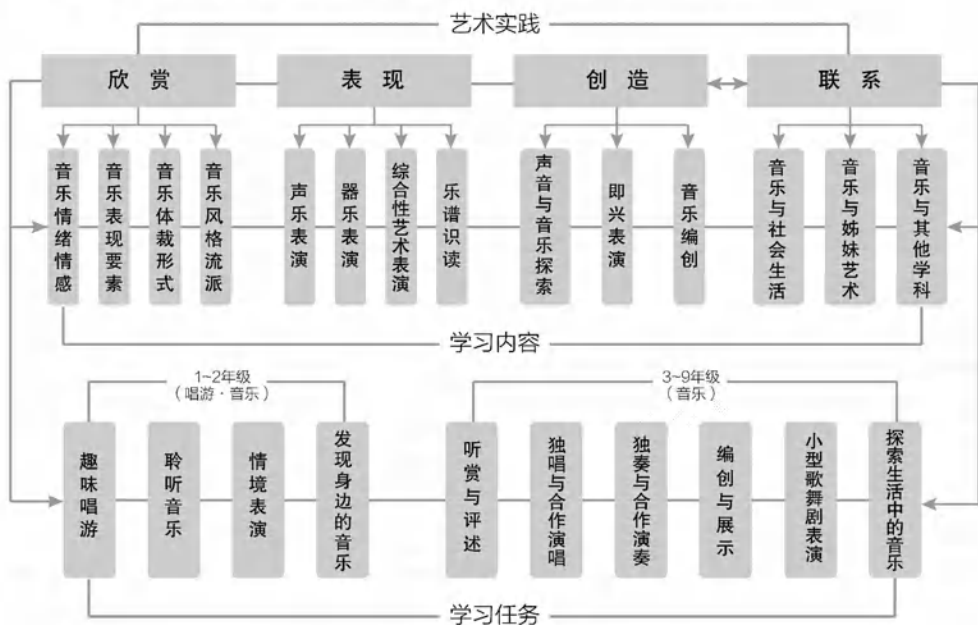 艺术实践
欣 赏
表 现
创 造
联 系
音乐情绪情感
音乐表现要素
音乐体裁形式
音乐风格流派
声乐表演
器乐表演
综合性艺术表演
乐谱识读
声音与音乐探索
即兴表演
音乐编创
音乐与社会生活
音乐与姊妹艺术
音乐与其他学科
学习内容
1~2年级
（唱游·音乐）
3~9年级
（音乐）
趣味唱游
聆听音乐
情境表演
发现身边的音乐
听赏与评述
独唱与合作演唱
独奏与合作演奏
编创与展示
小型歌舞剧表演
探索生活中的音乐
学习任务